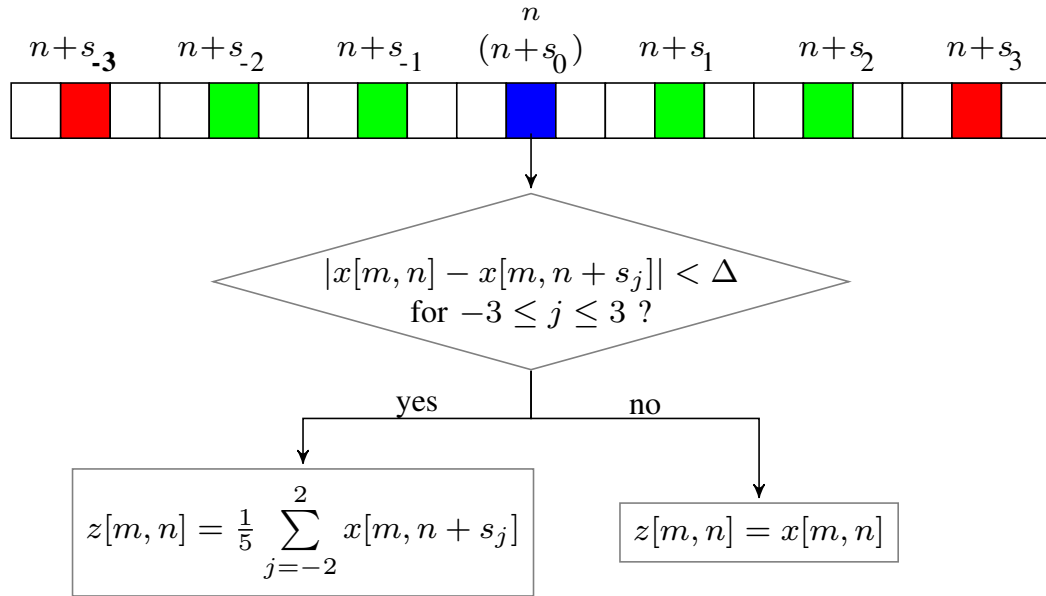 n
n+s₋₃ n+s₋₂ n+s₋₁ (n+s₀) n+s₁ n+s₂ n+s₃
|x[m, n] − x[m, n + sⱼ]| < Δ
for −3 ≤ j ≤ 3 ?
yes no
z[m, n] = 1/5 ∑_{j=−2}^{2} x[m, n + sⱼ]
z[m, n] = x[m, n]